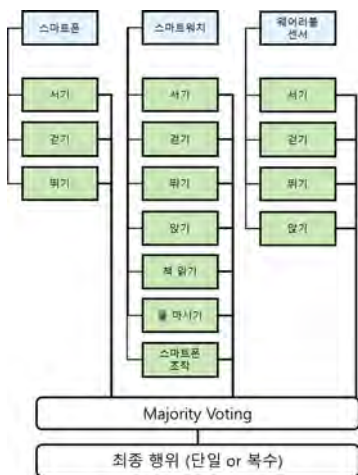 스마트폰
서기
걷기
뛰기
스마트워치
서기
걷기
뛰기
앉기
책 읽기
물 마시기
스마트폰
조작
웨어러블
센서
서기
걷기
뛰기
앉기
Majority Voting
최종 행위 (단일 or 복수)